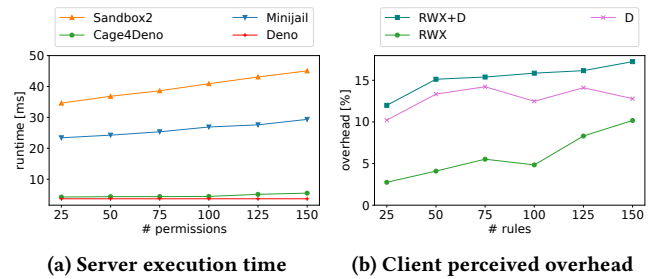 Sandbox2
Cage4Deno
Minijail
Deno
50
40
30
20
10
runtime [ms]
25 50 75 100 125 150
# permissions
(a) Server execution time
RWX+D
RWX
D
15
10
5
0
overhead [%]
25 50 75 100 125 150
# rules
(b) Client perceived overhead